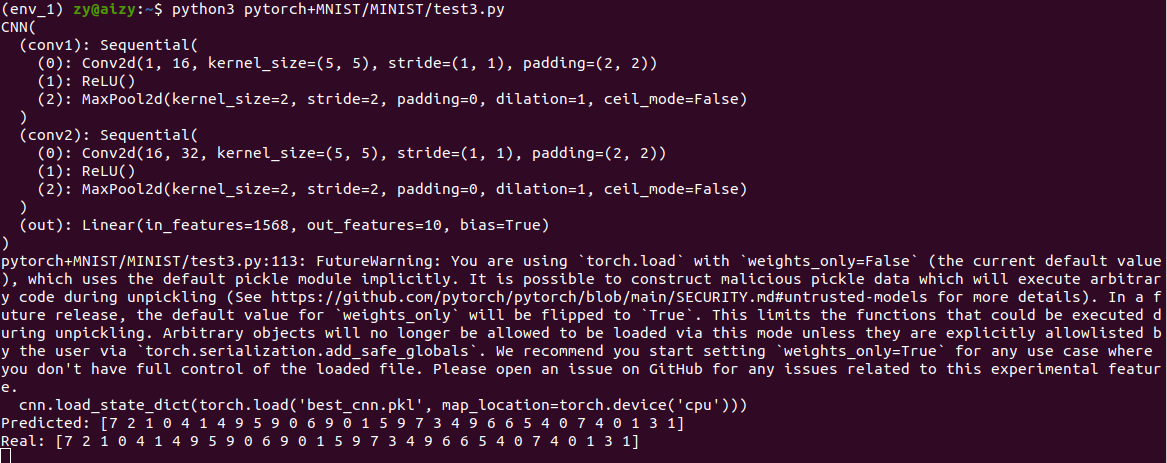 (env_1) zy@aizy:~$ python3 pytorch+MNIST/MINIST/test3.py
CNN(
  (conv1): Sequential(
    (0): Conv2d(1, 16, kernel_size=(5, 5), stride=(1, 1), padding=(2, 2))
    (1): ReLU()
    (2): MaxPool2d(kernel_size=2, stride=2, padding=0, dilation=1, ceil_mode=False)
  )
  (conv2): Sequential(
    (0): Conv2d(16, 32, kernel_size=(5, 5), stride=(1, 1), padding=(2, 2))
    (1): ReLU()
    (2): MaxPool2d(kernel_size=2, stride=2, padding=0, dilation=1, ceil_mode=False)
  )
  (out): Linear(in_features=1568, out_features=10, bias=True)
)
pytorch+MNIST/MINIST/test3.py:113: FutureWarning: You are using `torch.load` with `weights_only=False` (the current default value
), which uses the default pickle module implicitly. It is possible to construct malicious pickle data which will execute arbitrar
y code during unpickling (See https://github.com/pytorch/pytorch/blob/main/SECURITY.md#untrusted-models for more details). In a f
uture release, the default value for `weights_only` will be flipped to `True`. This limits the functions that could be executed d
uring unpickling. Arbitrary objects will no longer be allowed to be loaded via this mode unless they are explicitly allowlisted b
y the user via `torch.serialization.add_safe_globals`. We recommend you start setting `weights_only=True` for any use case where 
you don't have full control of the loaded file. Please open an issue on GitHub for any issues related to this experimental featur
e.
  cnn.load_state_dict(torch.load('best_cnn.pkl', map_location=torch.device('cpu')))
Predicted: [7 2 1 0 4 1 4 9 5 9 0 6 9 0 1 5 9 7 3 4 9 6 6 5 4 0 7 4 0 1 3 1]
Real: [7 2 1 0 4 1 4 9 5 9 0 6 9 0 1 5 9 7 3 4 9 6 6 5 4 0 7 4 0 1 3 1]